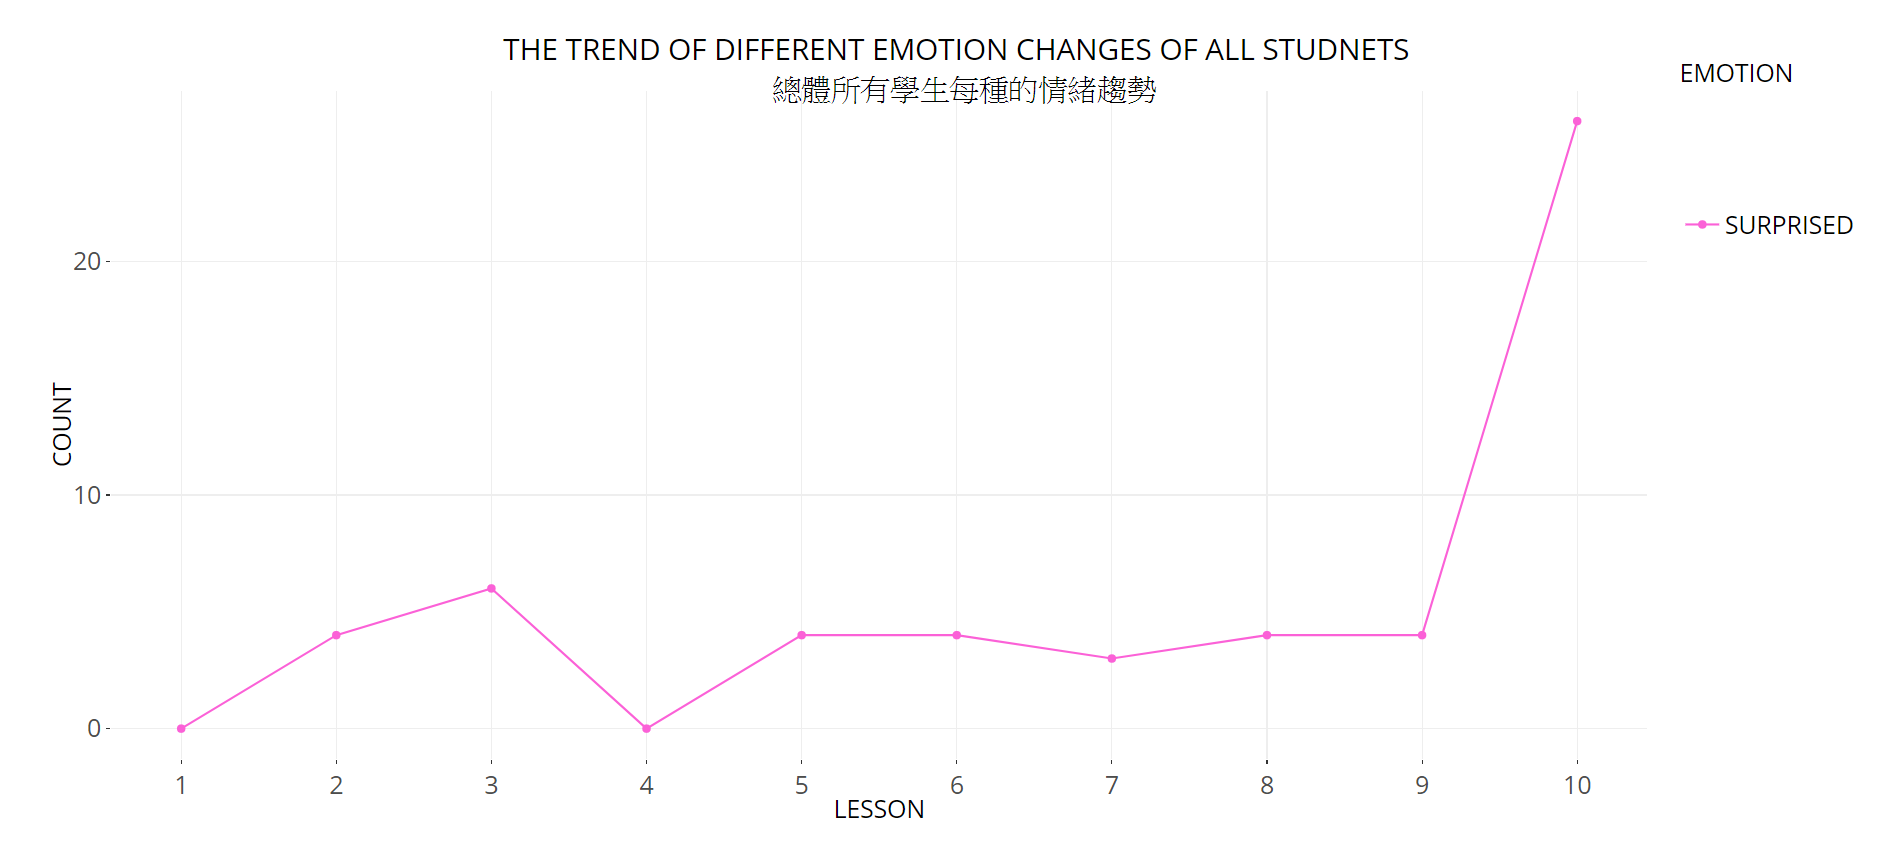 THE TREND OF DIFFERENT EMOTION CHANGES OF ALL STUDNETS
總體所有學生每種的情緒趨勢
EMOTION
SURPRISED
COUNT
20
10
0
1 2 3 4 5 6 7 8 9 10
LESSON